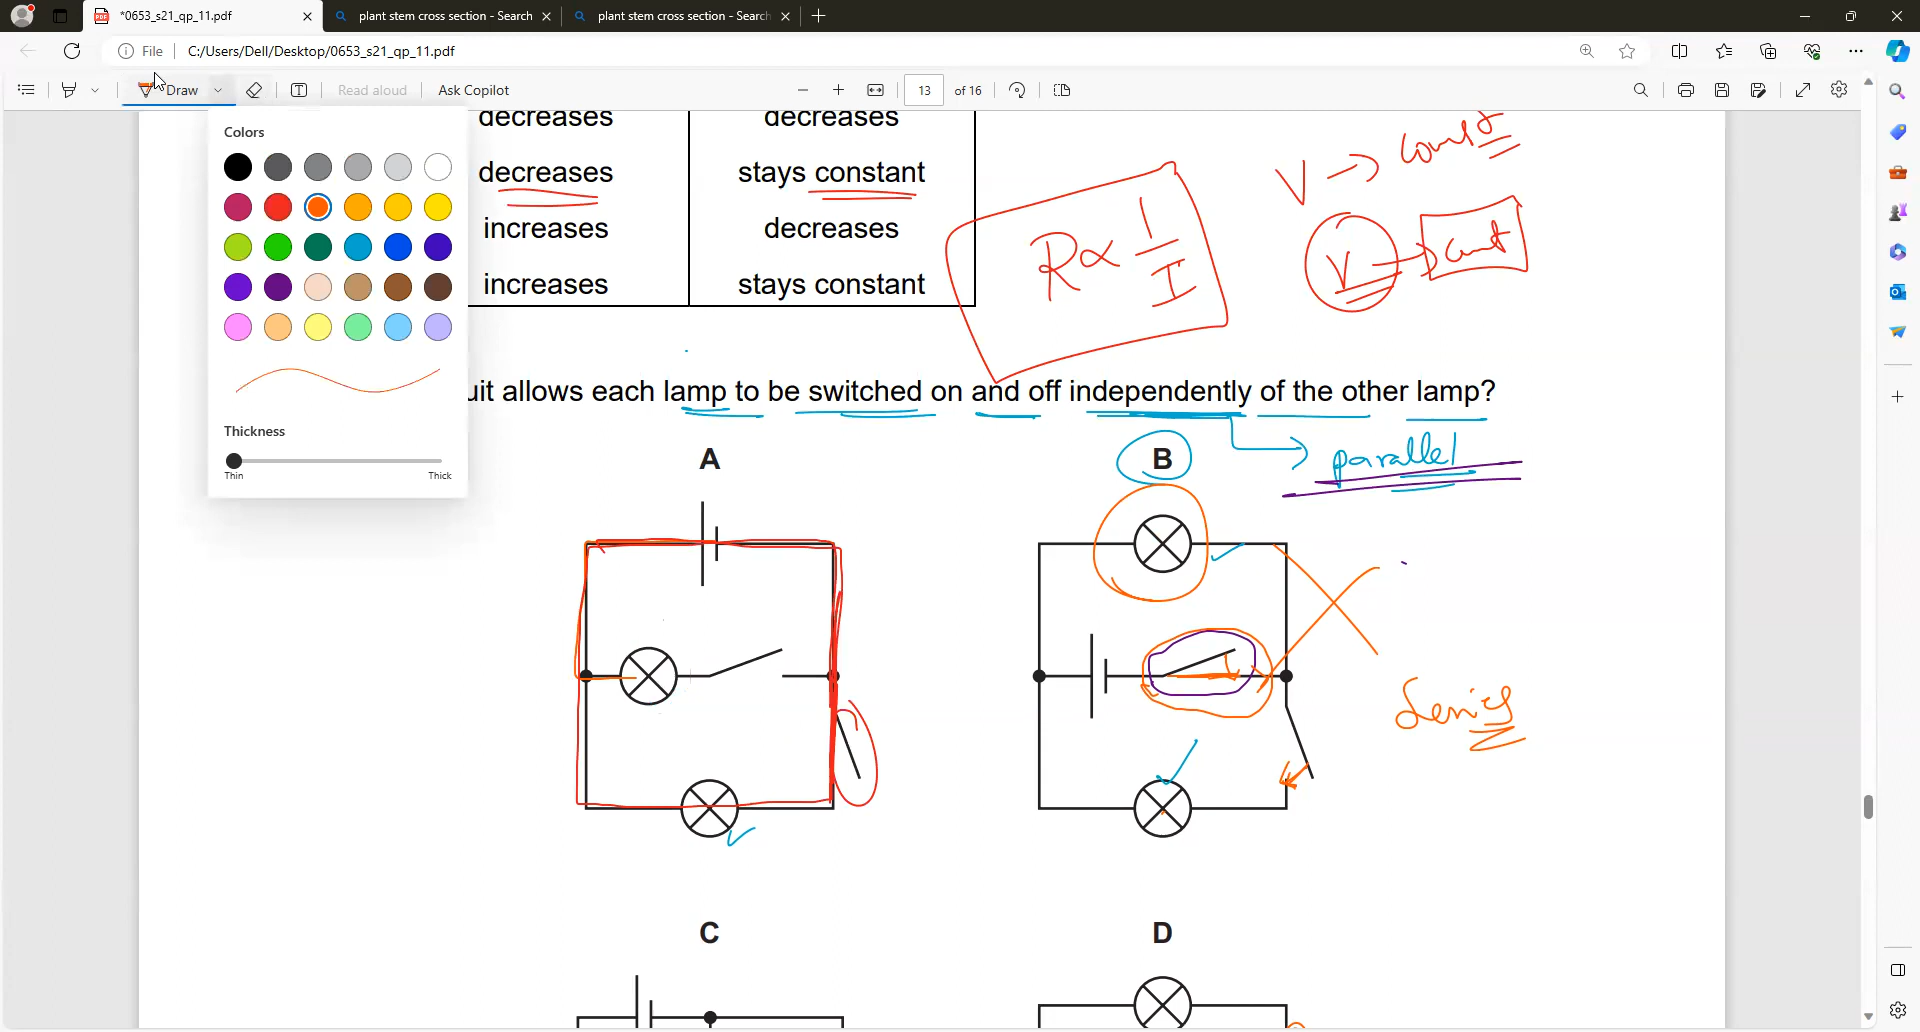 *0653_s21_qp_11.pdf
plant stem cross section - Search
plant stem cross section - Search
File
C:/Users/Dell/Desktop/0653_s21_qp_11.pdf
Draw
Read aloud
Ask Copilot
13
of 16
Colors
Thickness
Thin
Thick
decreases decreases
decreases stays constant
increases decreases
increases stays constant
R∝ 1/I
V →
V →
uit allows each lamp to be switched on and off independently of the other lamp?
parallel
A
B
Series
C
D